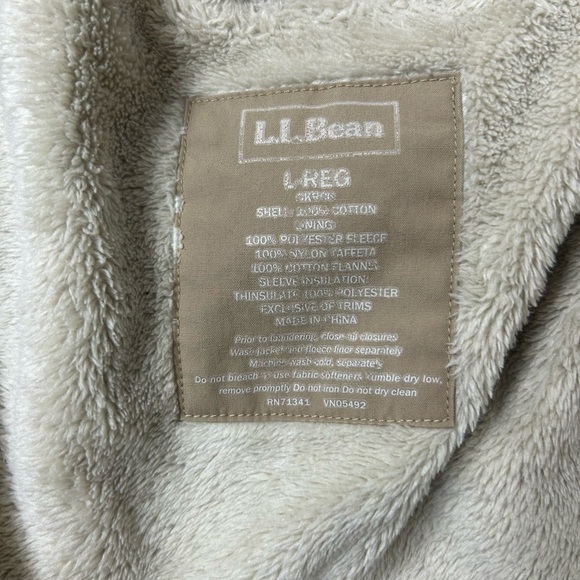 L.L.Bean
L-REG
SHELL: 100% COTTON
LINING:
100% POLYESTER FLEECE
100% NYLON TAFFETA
100% COTTON FLANNEL
SLEEVE INSULATION:
THINSULATE 100% POLYESTER
EXCLUSIVE OF TRIMS
MADE IN CHINA
Prior to laundering, close all closures
Wash jacket and fleece liner separately
Machine wash cold, separately
Do not bleach or use fabric softeners Tumble dry low,
remove promptly Do not iron Do not dry clean
RN71341 VN05492